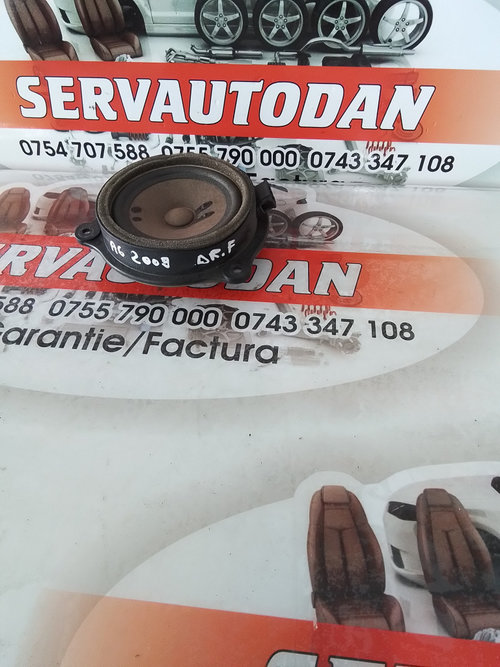 SERVAUTODAN
0754 707 588 0755 790 000 0743 347 108
A6 2008 DR.F
RVAUTODAN
588 0755 790 000 0743 347 108
Garantie/Factura